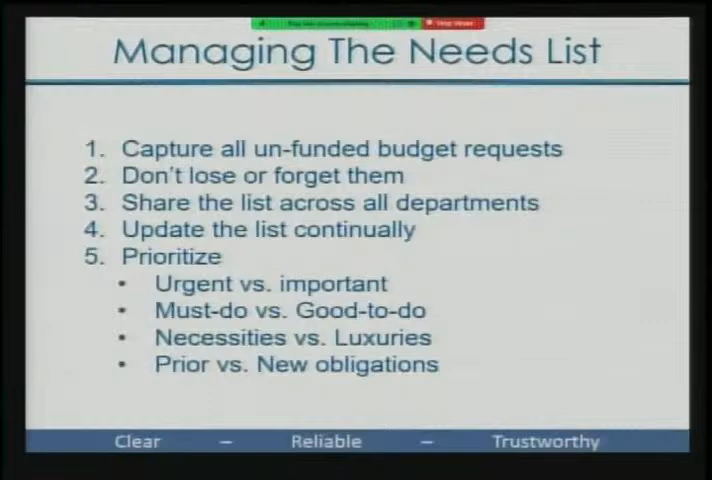 Managing The Needs List
1. Capture all un-funded budget requests
2. Don't lose or forget them
3. Share the list across all departments
4. Update the list continually
5. Prioritize
• Urgent vs. important
• Must-do vs. Good-to-do
• Necessities vs. Luxuries
• Prior vs. New obligations
Clear – Reliable – Trustworthy